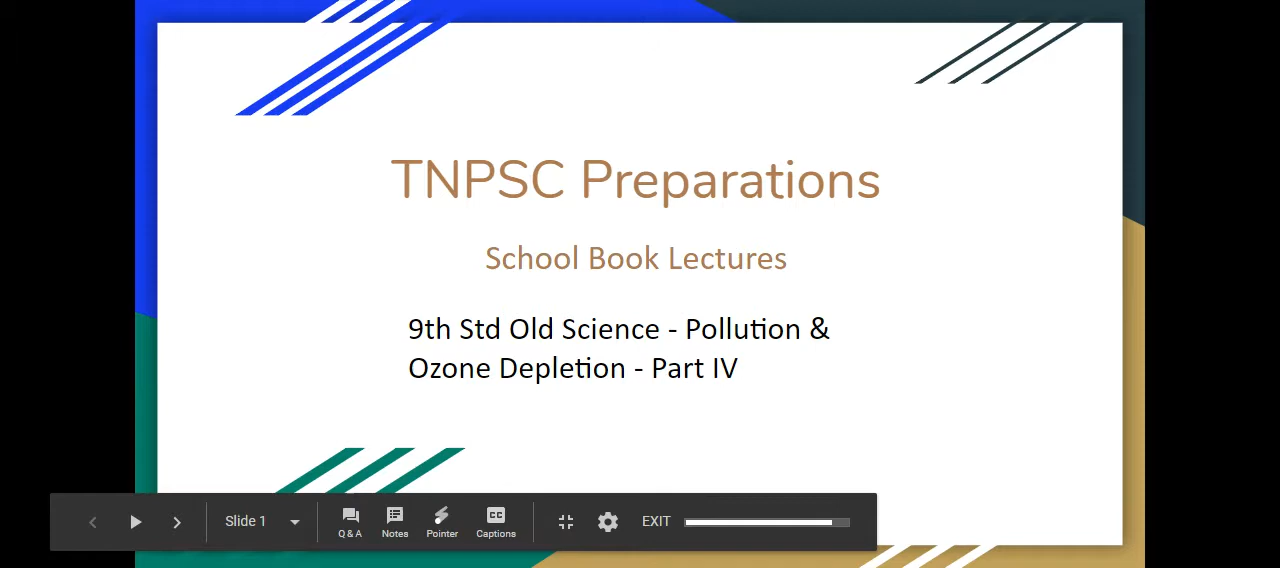 TNPSC Preparations
School Book Lectures
9th Std Old Science - Pollution &
Ozone Depletion - Part IV
Slide 1
Q & A Notes Pointer CC Captions EXIT